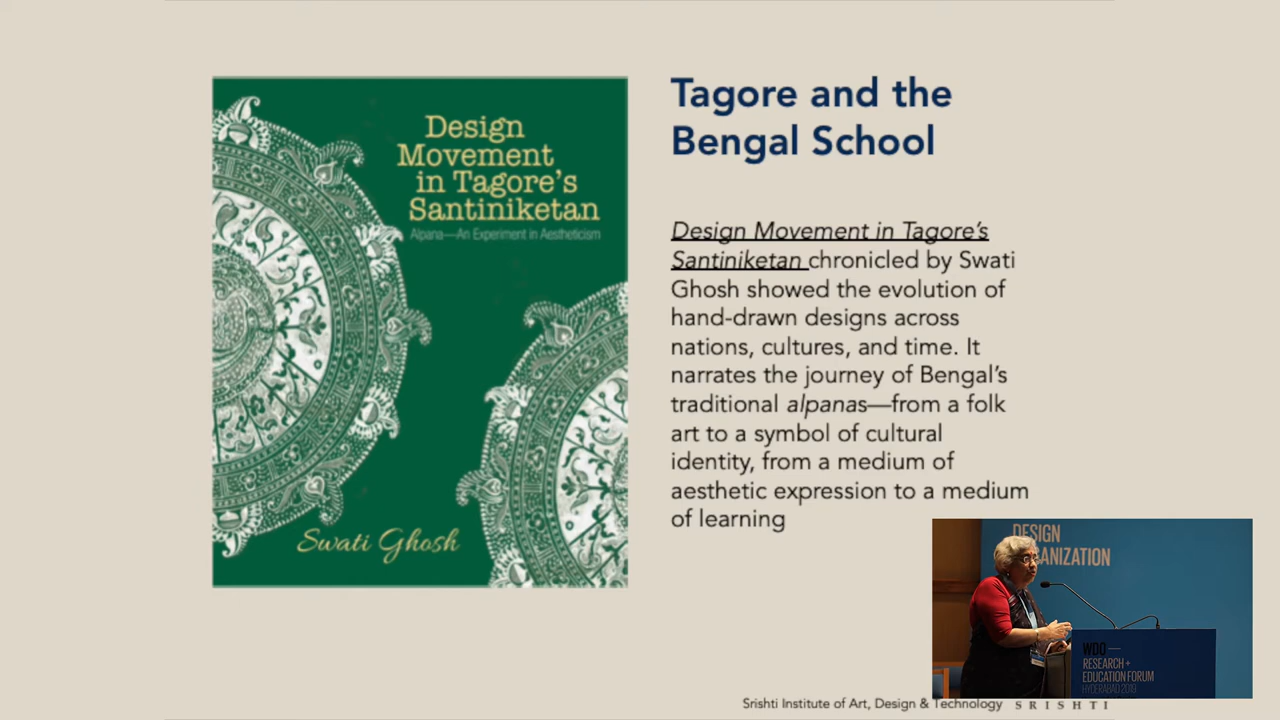 Design
Movement
in Tagore's
Santiniketan
Alpana—An Experiment in Aestheticism
Swati Ghosh
Tagore and the
Bengal School
Design Movement in Tagore's
Santiniketan chronicled by Swati
Ghosh showed the evolution of
hand-drawn designs across
nations, cultures, and time. It
narrates the journey of Bengal's
traditional alpanas—from a folk
art to a symbol of cultural
identity, from a medium of
aesthetic expression to a medium
of learning
DESIGN
WDO—
RESEARCH+
EDUCATION FORUM
HYDERABAD 2019
Srishti Institute of Art, Design & Technology SRISHTI